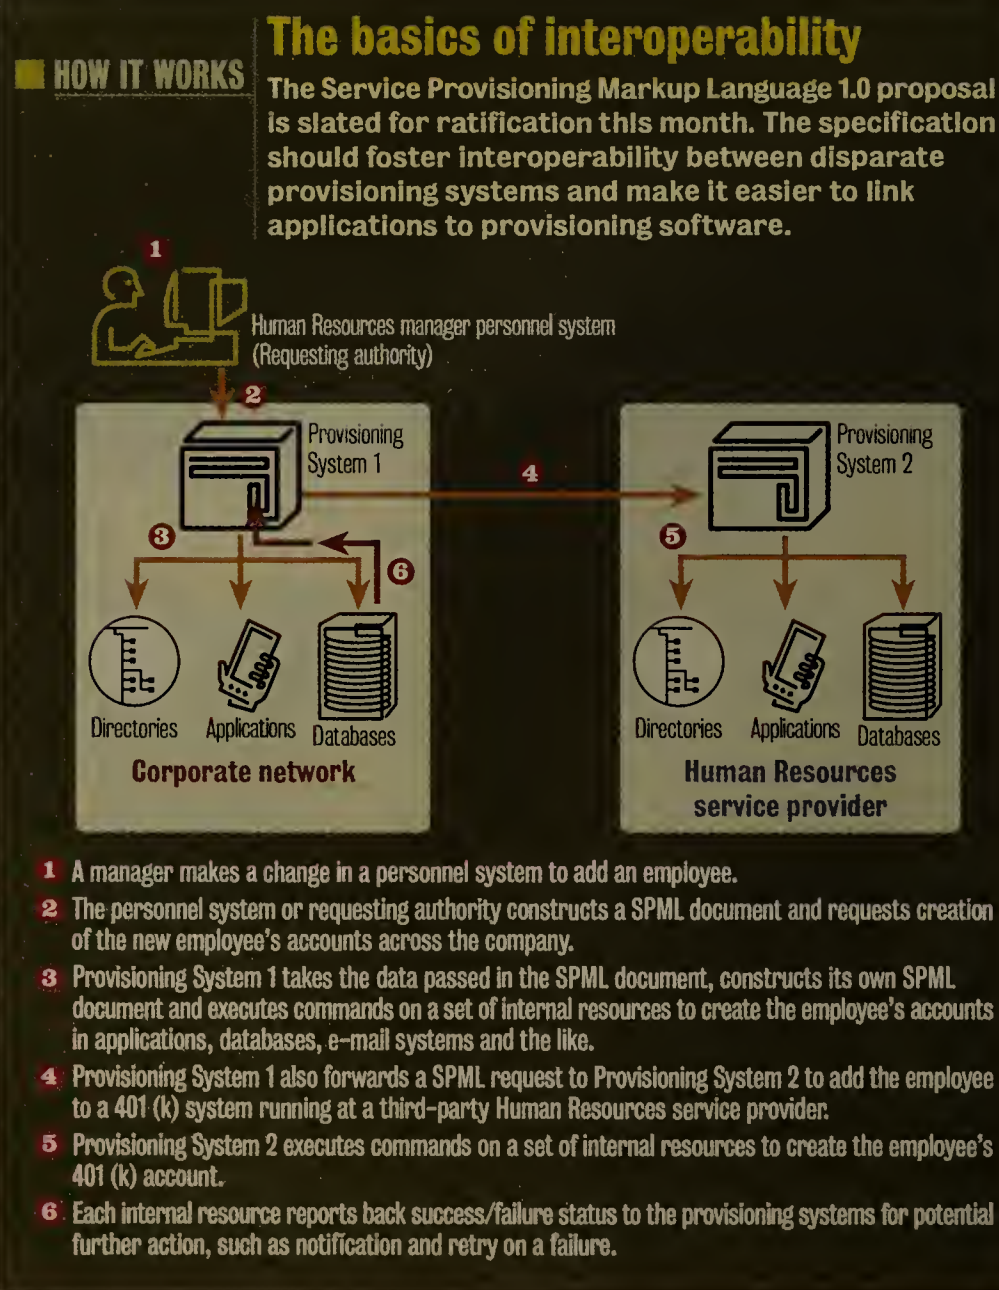 HOW IT WORKS
The basics of interoperability
The Service Provisioning Markup Language 1.0 proposal
is slated for ratification this month. The specification
should foster interoperability between disparate
provisioning systems and make it easier to link
applications to provisioning software.
1
Human Resources manager personnel system
(Requesting authority)
2
Provisioning
System 1
4
Provisioning
System 2
3
6
5
Directories
Applications
Databases
Corporate network
Directories
Applications
Databases
Human Resources
service provider
1 A manager makes a change in a personnel system to add an employee.
2 The personnel system or requesting authority constructs a SPML document and requests creation
of the new employee's accounts across the company.
3 Provisioning System 1 takes the data passed in the SPML document, constructs its own SPML
document and executes commands on a set of internal resources to create the employee's accounts
in applications, databases, e-mail systems and the like.
4 Provisioning System 1 also forwards a SPML request to Provisioning System 2 to add the employee
to a 401 (k) system running at a third-party Human Resources service provider.
5 Provisioning System 2 executes commands on a set of internal resources to create the employee's
401 (k) account.
6 Each internal resource reports back success/failure status to the provisioning systems for potential
further action, such as notification and retry on a failure.